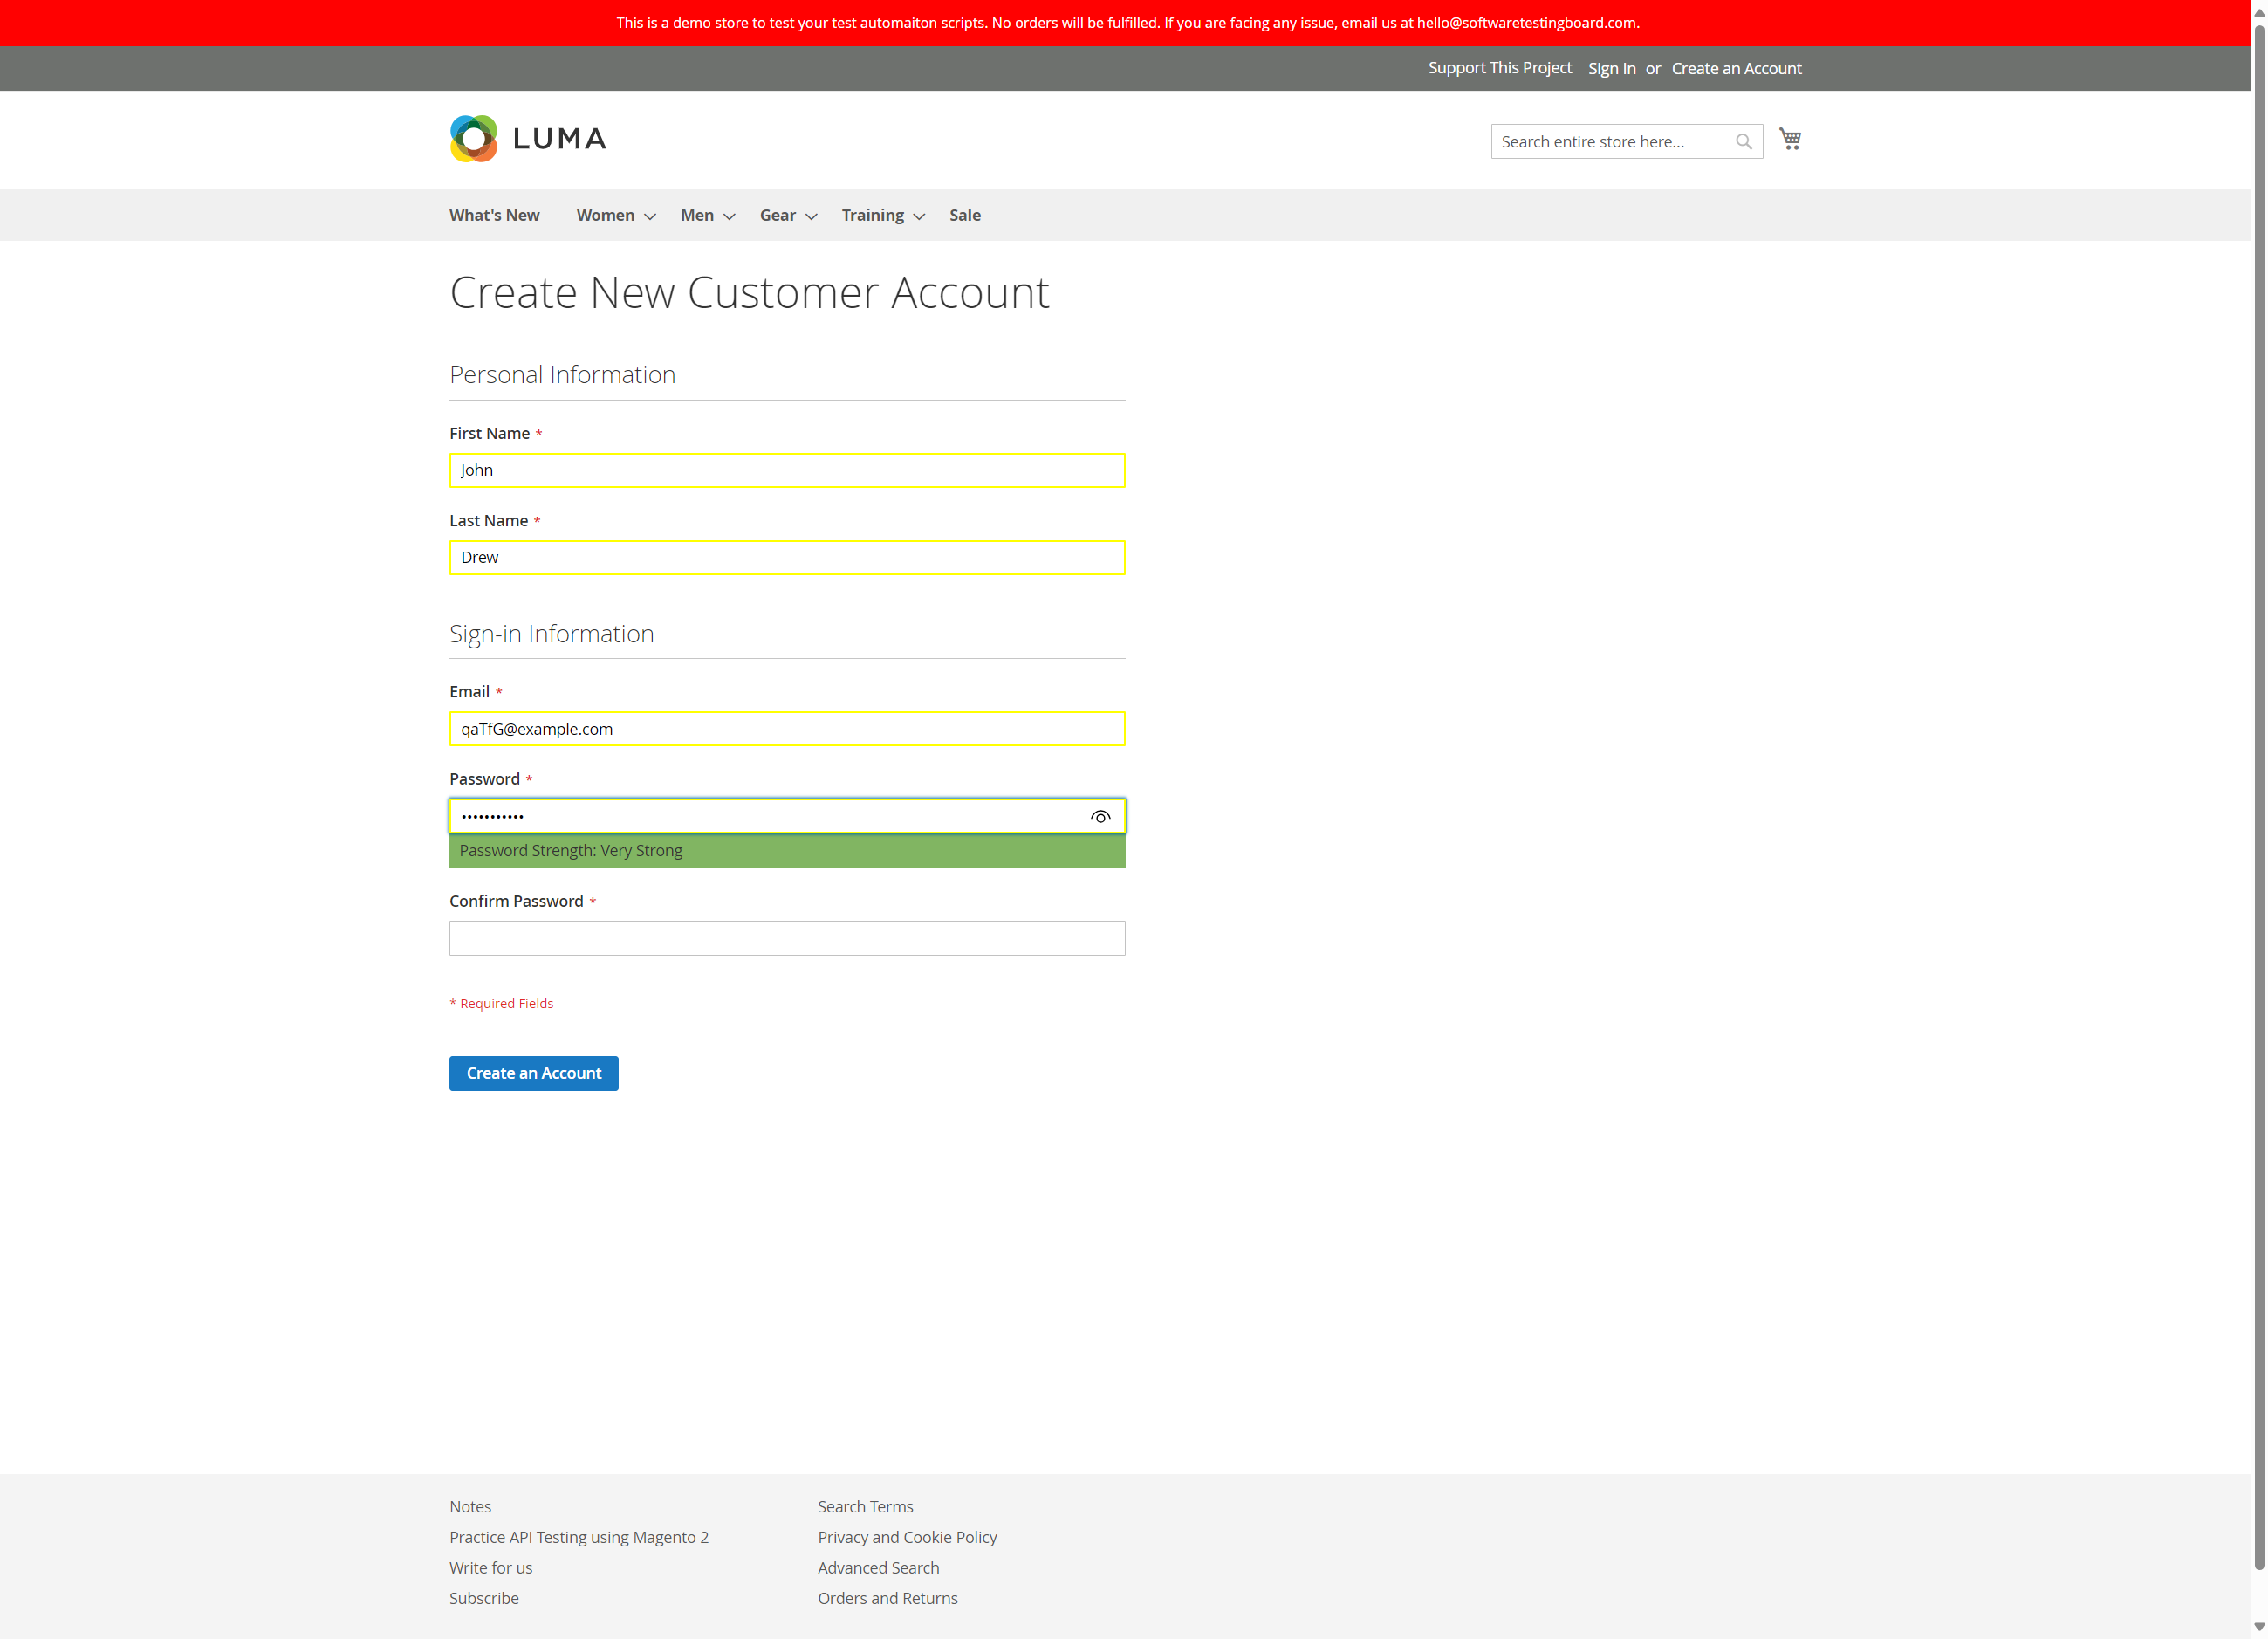 This is a demo store to test your test automaiton scripts. No orders will be fulfilled. If you are facing any issue, email us at hello@softwaretestingboard.com.
Support This Project Sign In or Create an Account
LUMA
Search entire store here...
What's New Women Men Gear Training Sale
Create New Customer Account
Personal Information
First Name *
John
Last Name *
Drew
Sign-in Information
Email *
qaTfG@example.com
Password *
•••••••••••
Password Strength: Very Strong
Confirm Password *
* Required Fields
Create an Account
Notes
Practice API Testing using Magento 2
Write for us
Subscribe
Search Terms
Privacy and Cookie Policy
Advanced Search
Orders and Returns